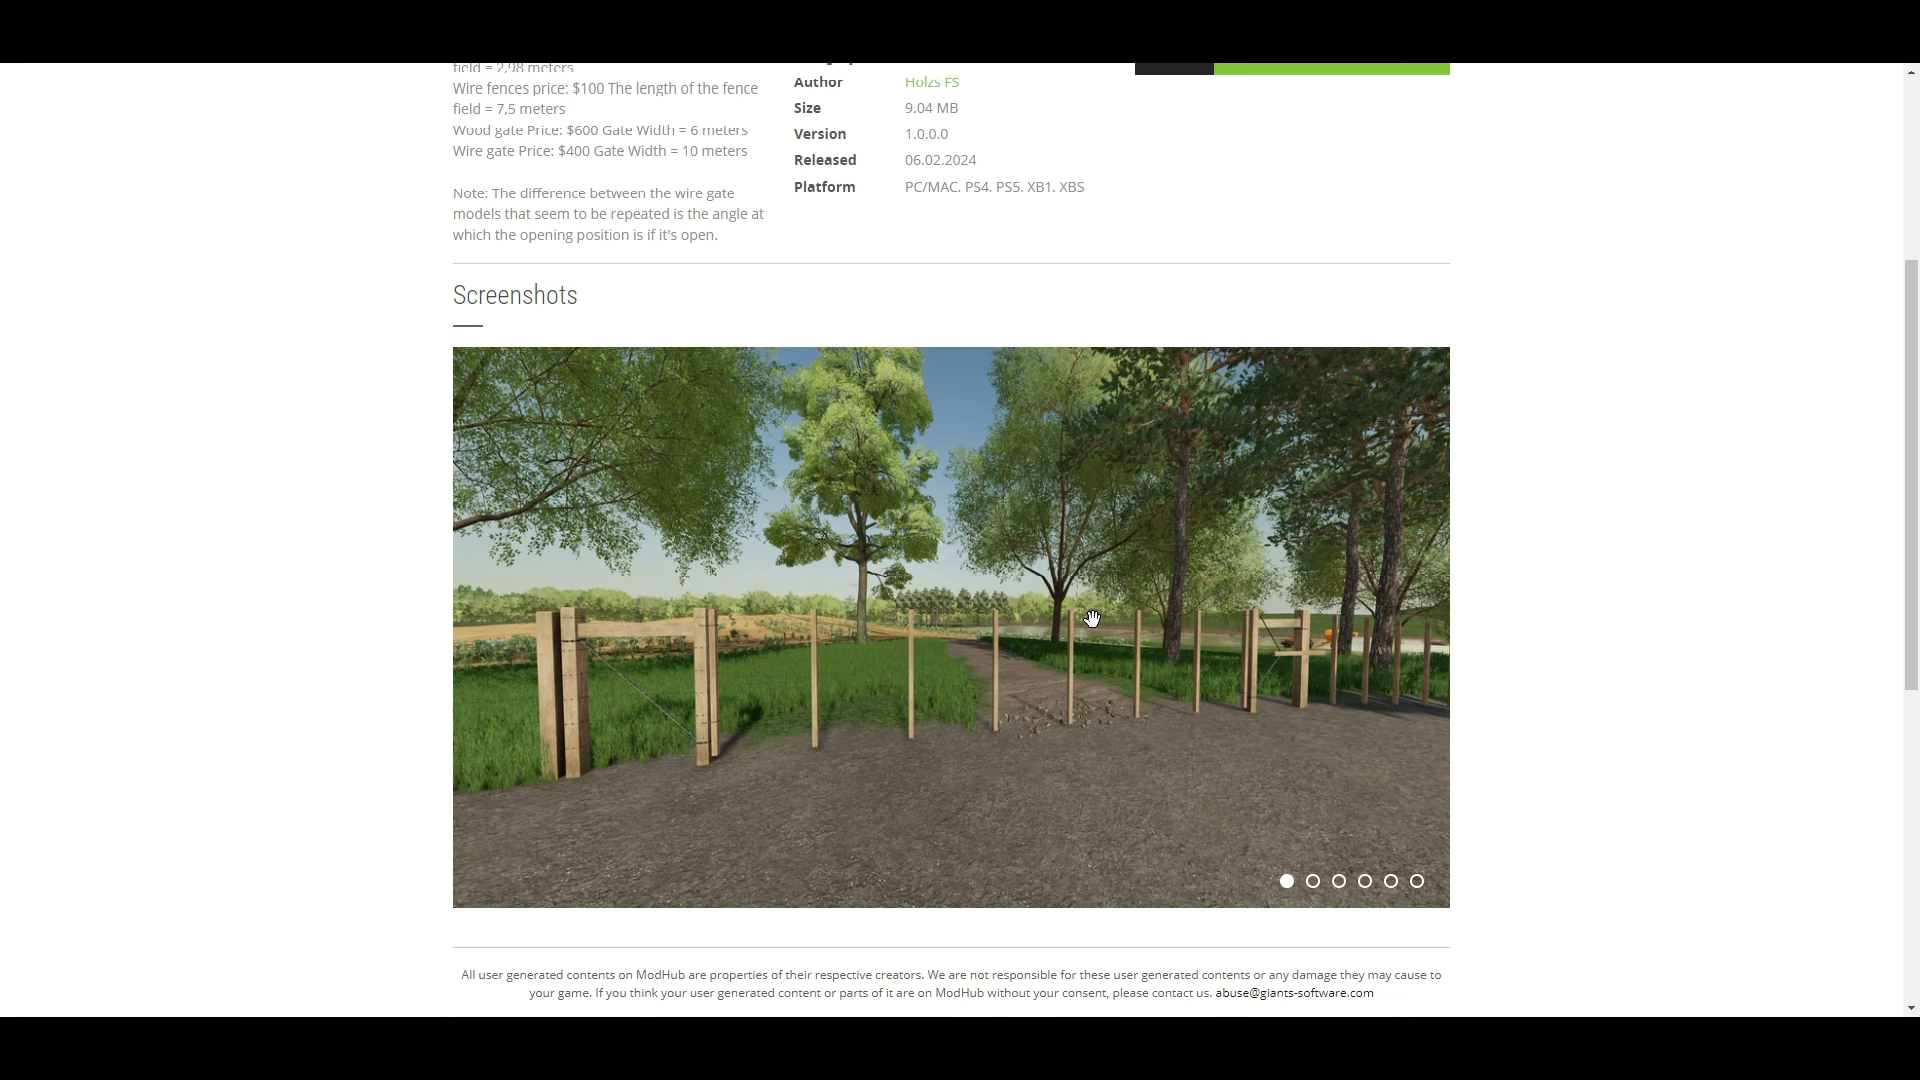 field = 2,98 meters
Wire fences price: $100 The length of the fence
field = 7,5 meters
Wood gate Price: $600 Gate Width = 6 meters
Wire gate Price: $400 Gate Width = 10 meters
Note: The difference between the wire gate
models that seem to be repeated is the angle at
which the opening position is if it's open.
Author Holzs FS
Size 9.04 MB
Version 1.0.0.0
Released 06.02.2024
Platform PC/MAC, PS4, PS5, XB1, XBS
Screenshots
All user generated contents on ModHub are properties of their respective creators. We are not responsible for these user generated contents or any damage they may cause to
your game. If you think your user generated content or parts of it are on ModHub without your consent, please contact us. abuse@giants-software.com